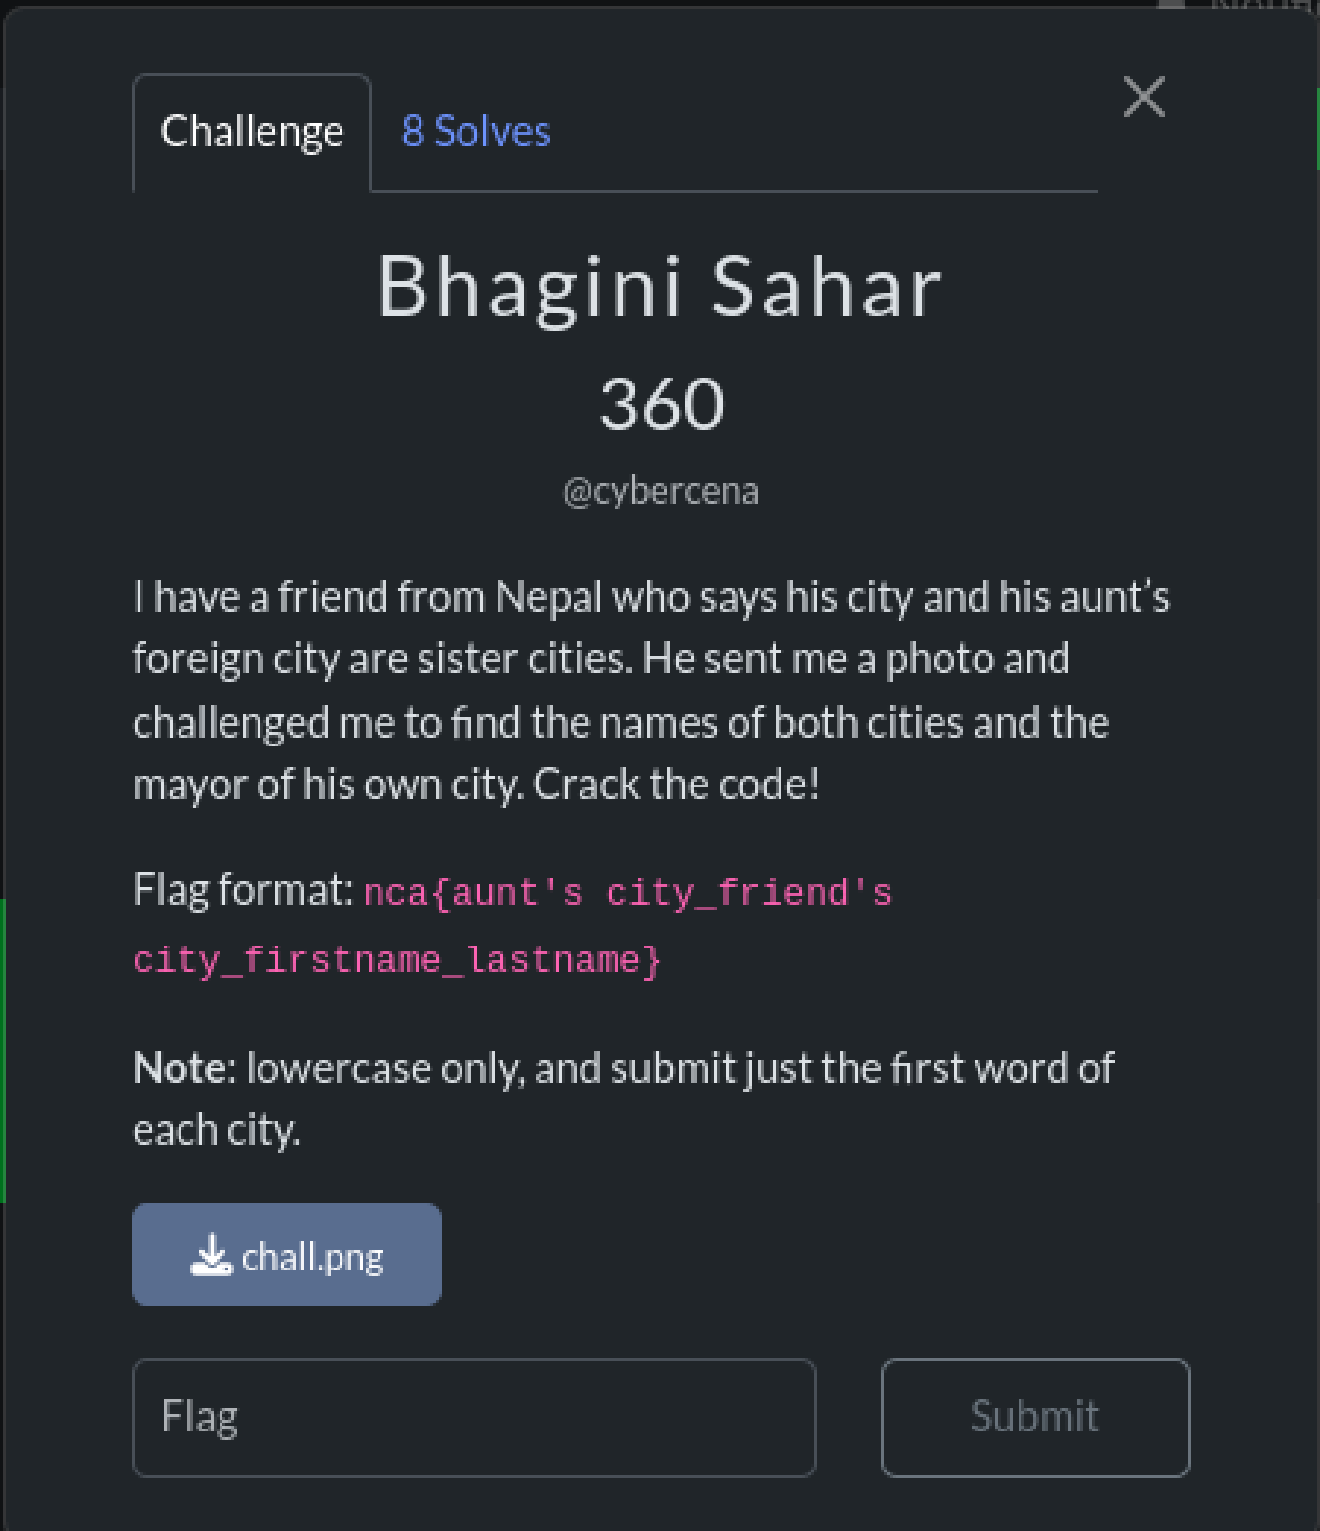 Challenge
8 Solves
Bhagini Sahar
360
@cybercena
I have a friend from Nepal who says his city and his aunt’s
foreign city are sister cities. He sent me a photo and
challenged me to find the names of both cities and the
mayor of his own city. Crack the code!
Flag format: nca{aunt's city_friend's
city_firstname_lastname}
Note: lowercase only, and submit just the first word of
each city.
chall.png
Flag
Submit